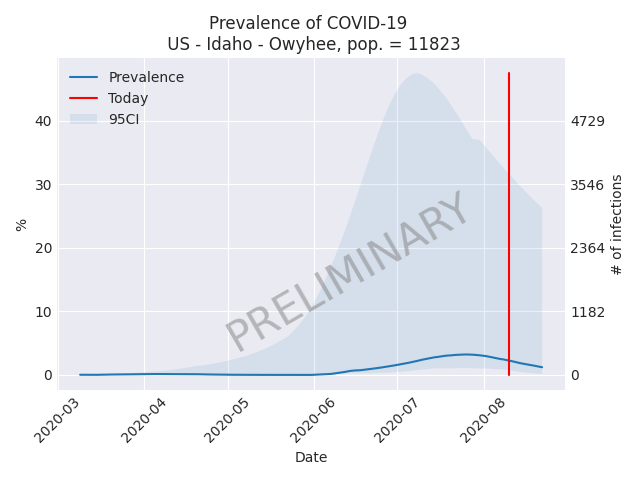 Prevalence of COVID-19
US - Idaho - Owyhee, pop. = 11823
Prevalence
Today
95CI
%
40
30
20
10
0
4729
3546
2364
1182
0
# of infections
PRELIMINARY
2020-03
2020-04
2020-05
2020-06
2020-07
2020-08
Date